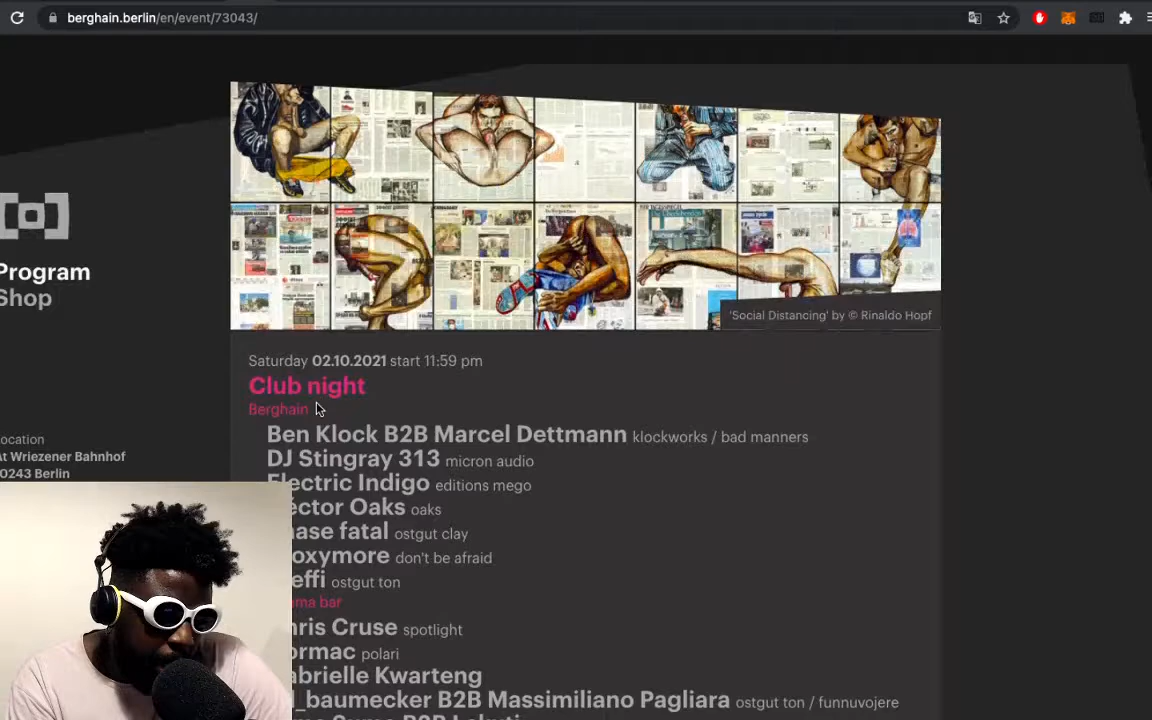 berghain.berlin/en/event/73043/
'Social Distancing' by © Rinaldo Hopf
Program
Shop
Saturday 02.10.2021 start 11:59 pm
Club night
Berghain
Ben Klock B2B Marcel Dettmann klockworks / bad manners
DJ Stingray 313 micron audio
Electric Indigo editions mego
ector Oaks oaks
hase fatal ostgut clay
oxymore don't be afraid
effi ostgut ton
bar
hris Cruse spotlight
ormac polari
abrielle Kwarteng
_baumecker B2B Massimiliano Pagliara ostgut ton / funnuvojere
ocation
At Wriezener Bahnhof
0243 Berlin